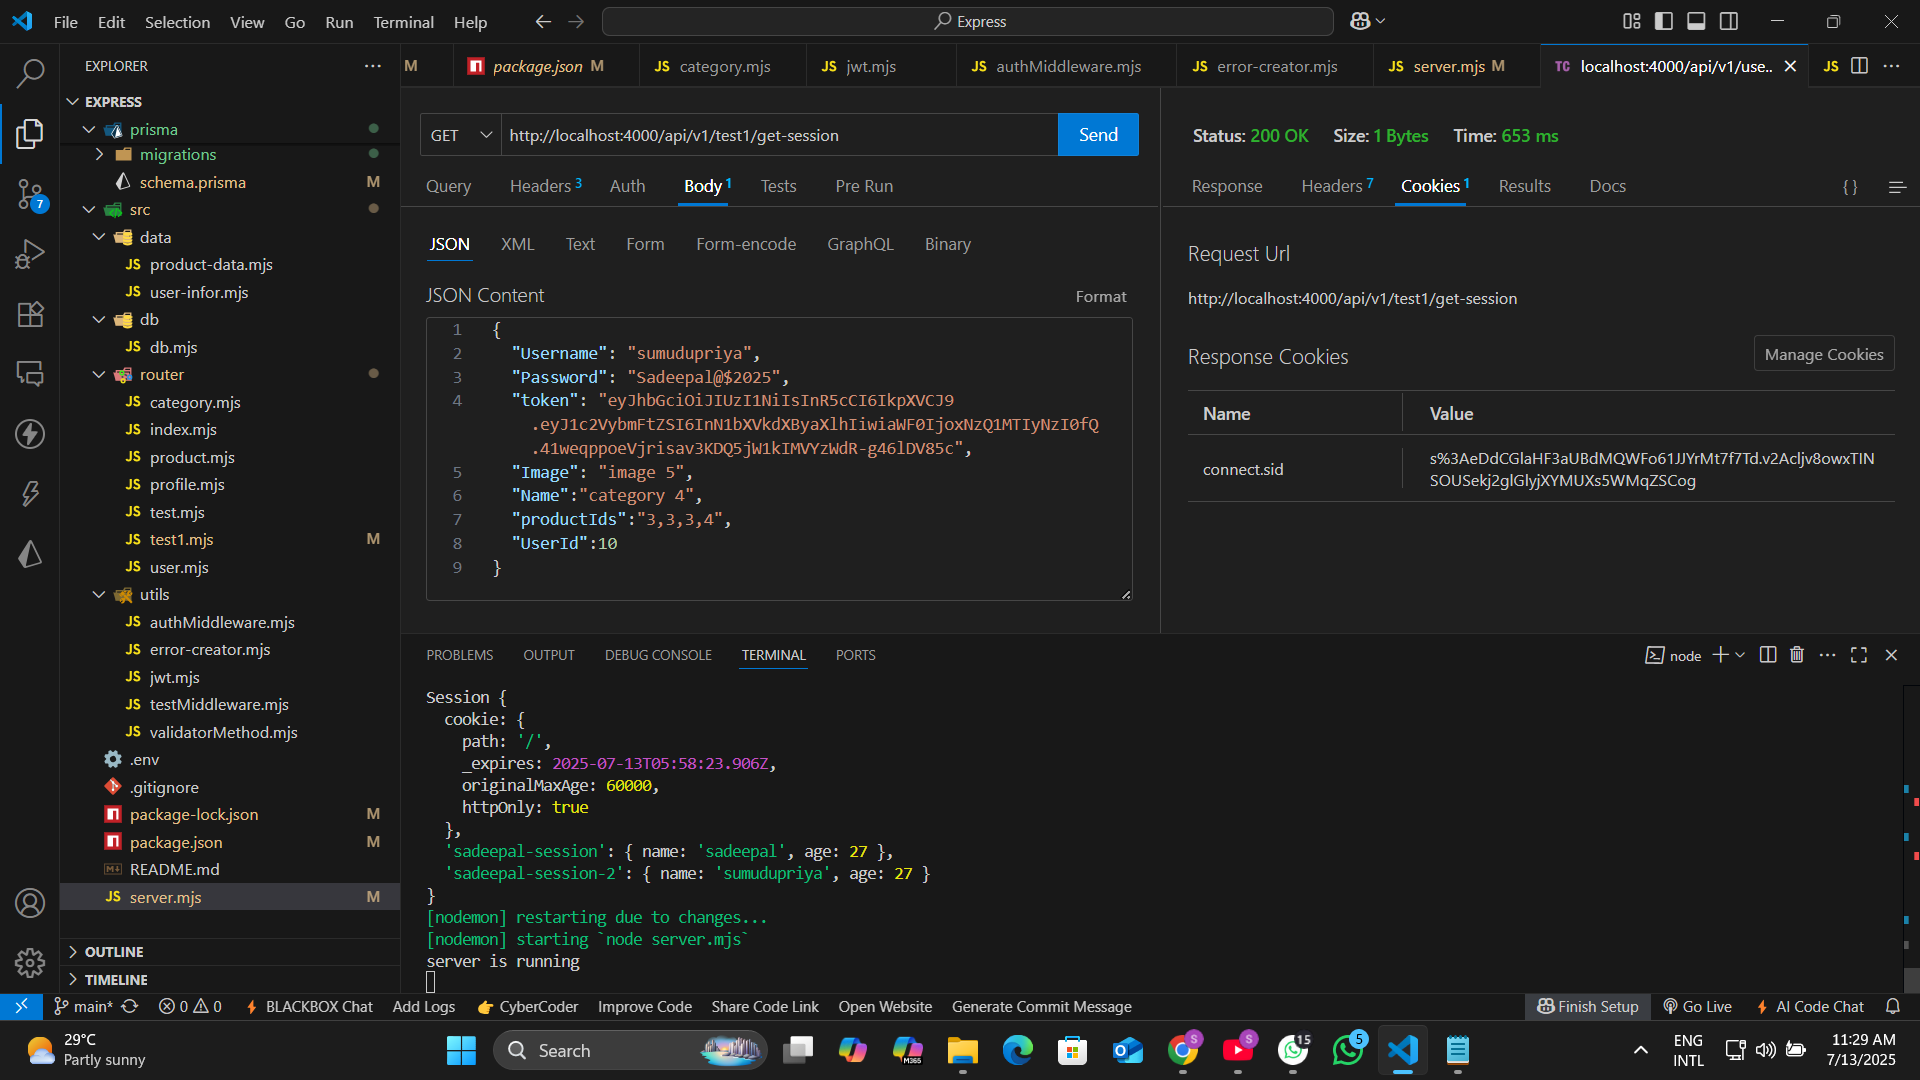 File Edit Selection View Go Run Terminal Help
Express
EXPLORER
EXPRESS
prisma
migrations
schema.prisma M
src
data
JS product-data.mjs
JS user-infor.mjs
db
JS db.mjs
router
JS category.mjs
JS index.mjs
JS product.mjs
JS profile.mjs
JS test.mjs
JS test1.mjs M
JS user.mjs
utils
JS authMiddleware.mjs
JS error-creator.mjs
JS jwt.mjs
JS testMiddleware.mjs
JS validatorMethod.mjs
.env
.gitignore
package-lock.json M
package.json M
README.md
JS server.mjs M
OUTLINE
TIMELINE
7
M package.json M JS category.mjs JS jwt.mjs JS authMiddleware.mjs JS error-creator.mjs JS server.mjs M TC localhost:4000/api/v1/use.. JS
GET http://localhost:4000/api/v1/test1/get-session Send
Query Headers 3 Auth Body 1 Tests Pre Run
JSON XML Text Form Form-encode GraphQL Binary
JSON Content Format
1 {
2 "Username": "sumudupriya",
3 "Password": "Sadeepal@$2025",
4 "token": "eyJhbGciOiJIUzI1NiIsInR5cCI6IkpXVCJ9
.eyJ1c2VybmFtZSI6InN1bXVkdXByaXlhIiwiaWF0IjoxNzQ1MTIyNzI0fQ
.41weqppoeVjrisav3KDQ5jW1kIMVYzWdR-g46lDV85c",
5 "Image": "image 5",
6 "Name":"category 4",
7 "productIds":"3,3,3,4",
8 "UserId":10
9 }
Status: 200 OK Size: 1 Bytes Time: 653 ms
Response Headers 7 Cookies 1 Results Docs { }
Request Url
http://localhost:4000/api/v1/test1/get-session
Response Cookies Manage Cookies
Name Value
connect.sid s%3AeDdCGlaHF3aUBdMQWFo61JJYrMt7f7Td.v2Acljv8owxTIN
SOUSekj2glGlyjXYMUXs5WMqZSCog
PROBLEMS OUTPUT DEBUG CONSOLE TERMINAL PORTS node
Session {
cookie: {
path: '/',
_expires: 2025-07-13T05:58:23.906Z,
originalMaxAge: 60000,
httpOnly: true
},
'sadeepal-session': { name: 'sadeepal', age: 27 },
'sadeepal-session-2': { name: 'sumudupriya', age: 27 }
}
[nodemon] restarting due to changes...
[nodemon] starting `node server.mjs`
server is running
main* 0 0 BLACKBOX Chat Add Logs CyberCoder Improve Code Share Code Link Open Website Generate Commit Message Finish Setup Go Live AI Code Chat
29°C
Partly sunny
Search
M365
S
S
15
5
ENG
INTL
11:29 AM
7/13/2025